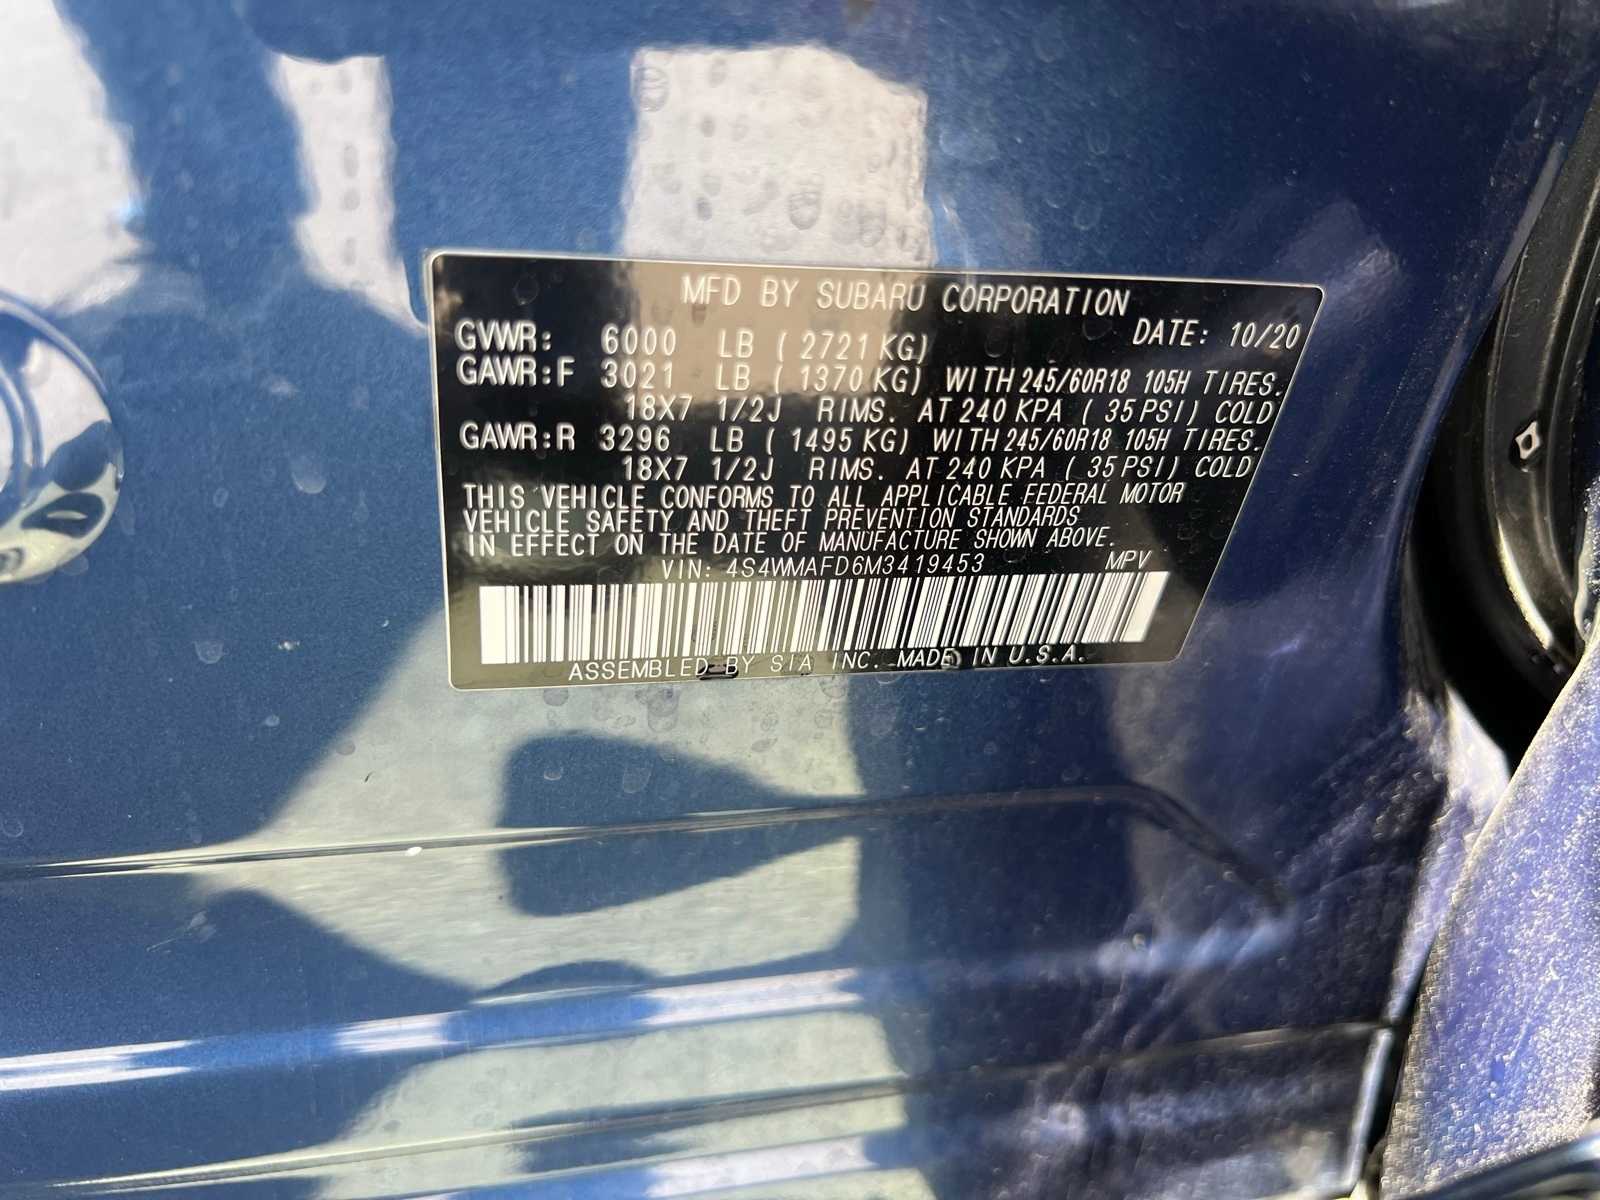 MFD BY SUBARU CORPORATION
DATE: 10/20
GVWR: 6000 LB ( 2721 KG)
GAWR:F 3021 LB ( 1370 KG) WITH 245/60R18 105H TIRES.
18X7 1/2J RIMS. AT 240 KPA ( 35 PSI) COLD
GAWR:R 3296 LB ( 1495 KG) WITH 245/60R18 105H TIRES.
18X7 1/2J RIMS. AT 240 KPA ( 35 PSI) COLD
THIS VEHICLE CONFORMS TO ALL APPLICABLE FEDERAL MOTOR
VEHICLE SAFETY AND THEFT PREVENTION STANDARDS
IN EFFECT ON THE DATE OF MANUFACTURE SHOWN ABOVE.
VIN: 4S4WMAFD6M3419453 MPV
ASSEMBLED BY SIA INC. MADE IN U.S.A.